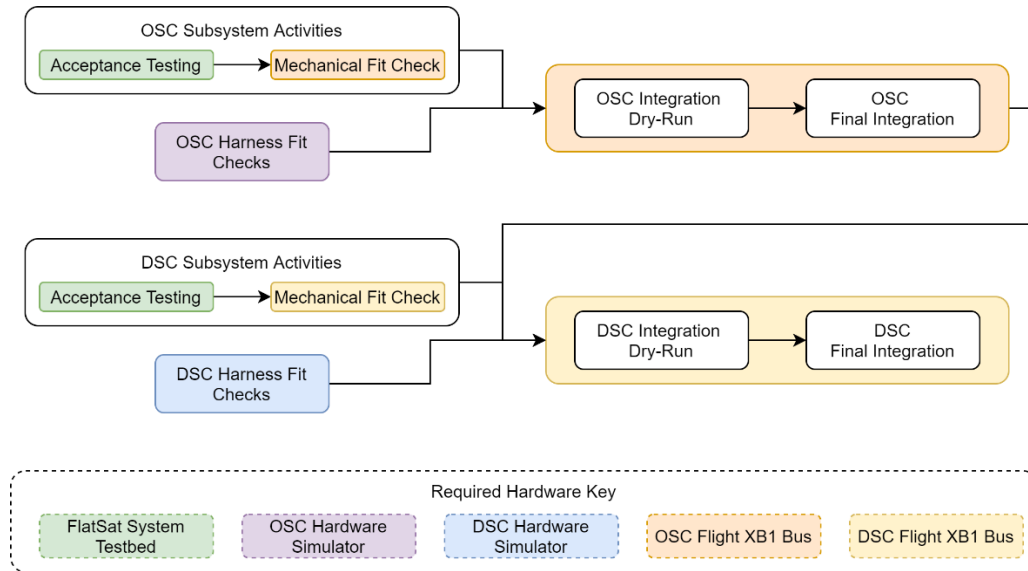 OSC Subsystem Activities
Acceptance Testing
Mechanical Fit Check
OSC Harness Fit
Checks
OSC Integration
Dry-Run
OSC
Final Integration
DSC Subsystem Activities
Acceptance Testing
Mechanical Fit Check
DSC Harness Fit
Checks
DSC Integration
Dry-Run
DSC
Final Integration
Required Hardware Key
FlatSat System
Testbed
OSC Hardware
Simulator
DSC Hardware
Simulator
OSC Flight XB1 Bus
DSC Flight XB1 Bus